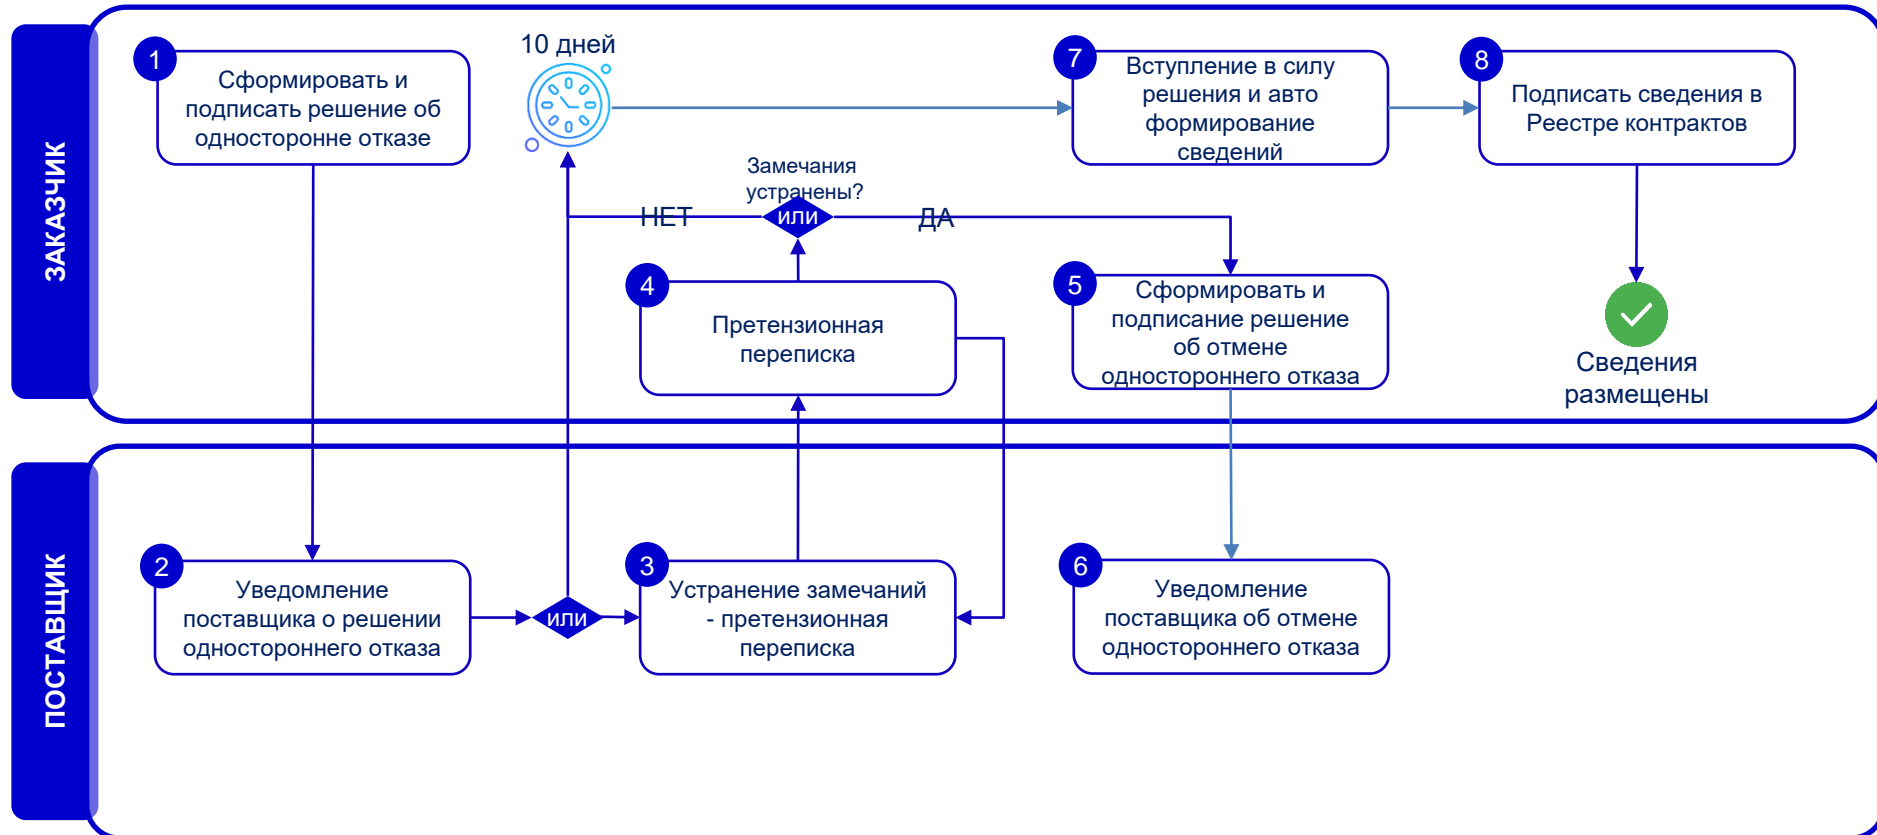 ЗАКАЗЧИК
1
Сформировать и
подписать решение об
односторонне отказе
10 дней
7
Вступление в силу
решения и авто
формирование
сведений
8
Подписать сведения в
Реестре контрактов
Замечания
устранены?
НЕТ
или
ДА
4
Претензионная
переписка
5
Сформировать и
подписание решение
об отмене
одностороннего отказа
Сведения
размещены
ПОСТАВЩИК
2
Уведомление
поставщика о решении
одностороннего отказа
или
3
Устранение замечаний
- претензионная
переписка
6
Уведомление
поставщика об отмене
одностороннего отказа